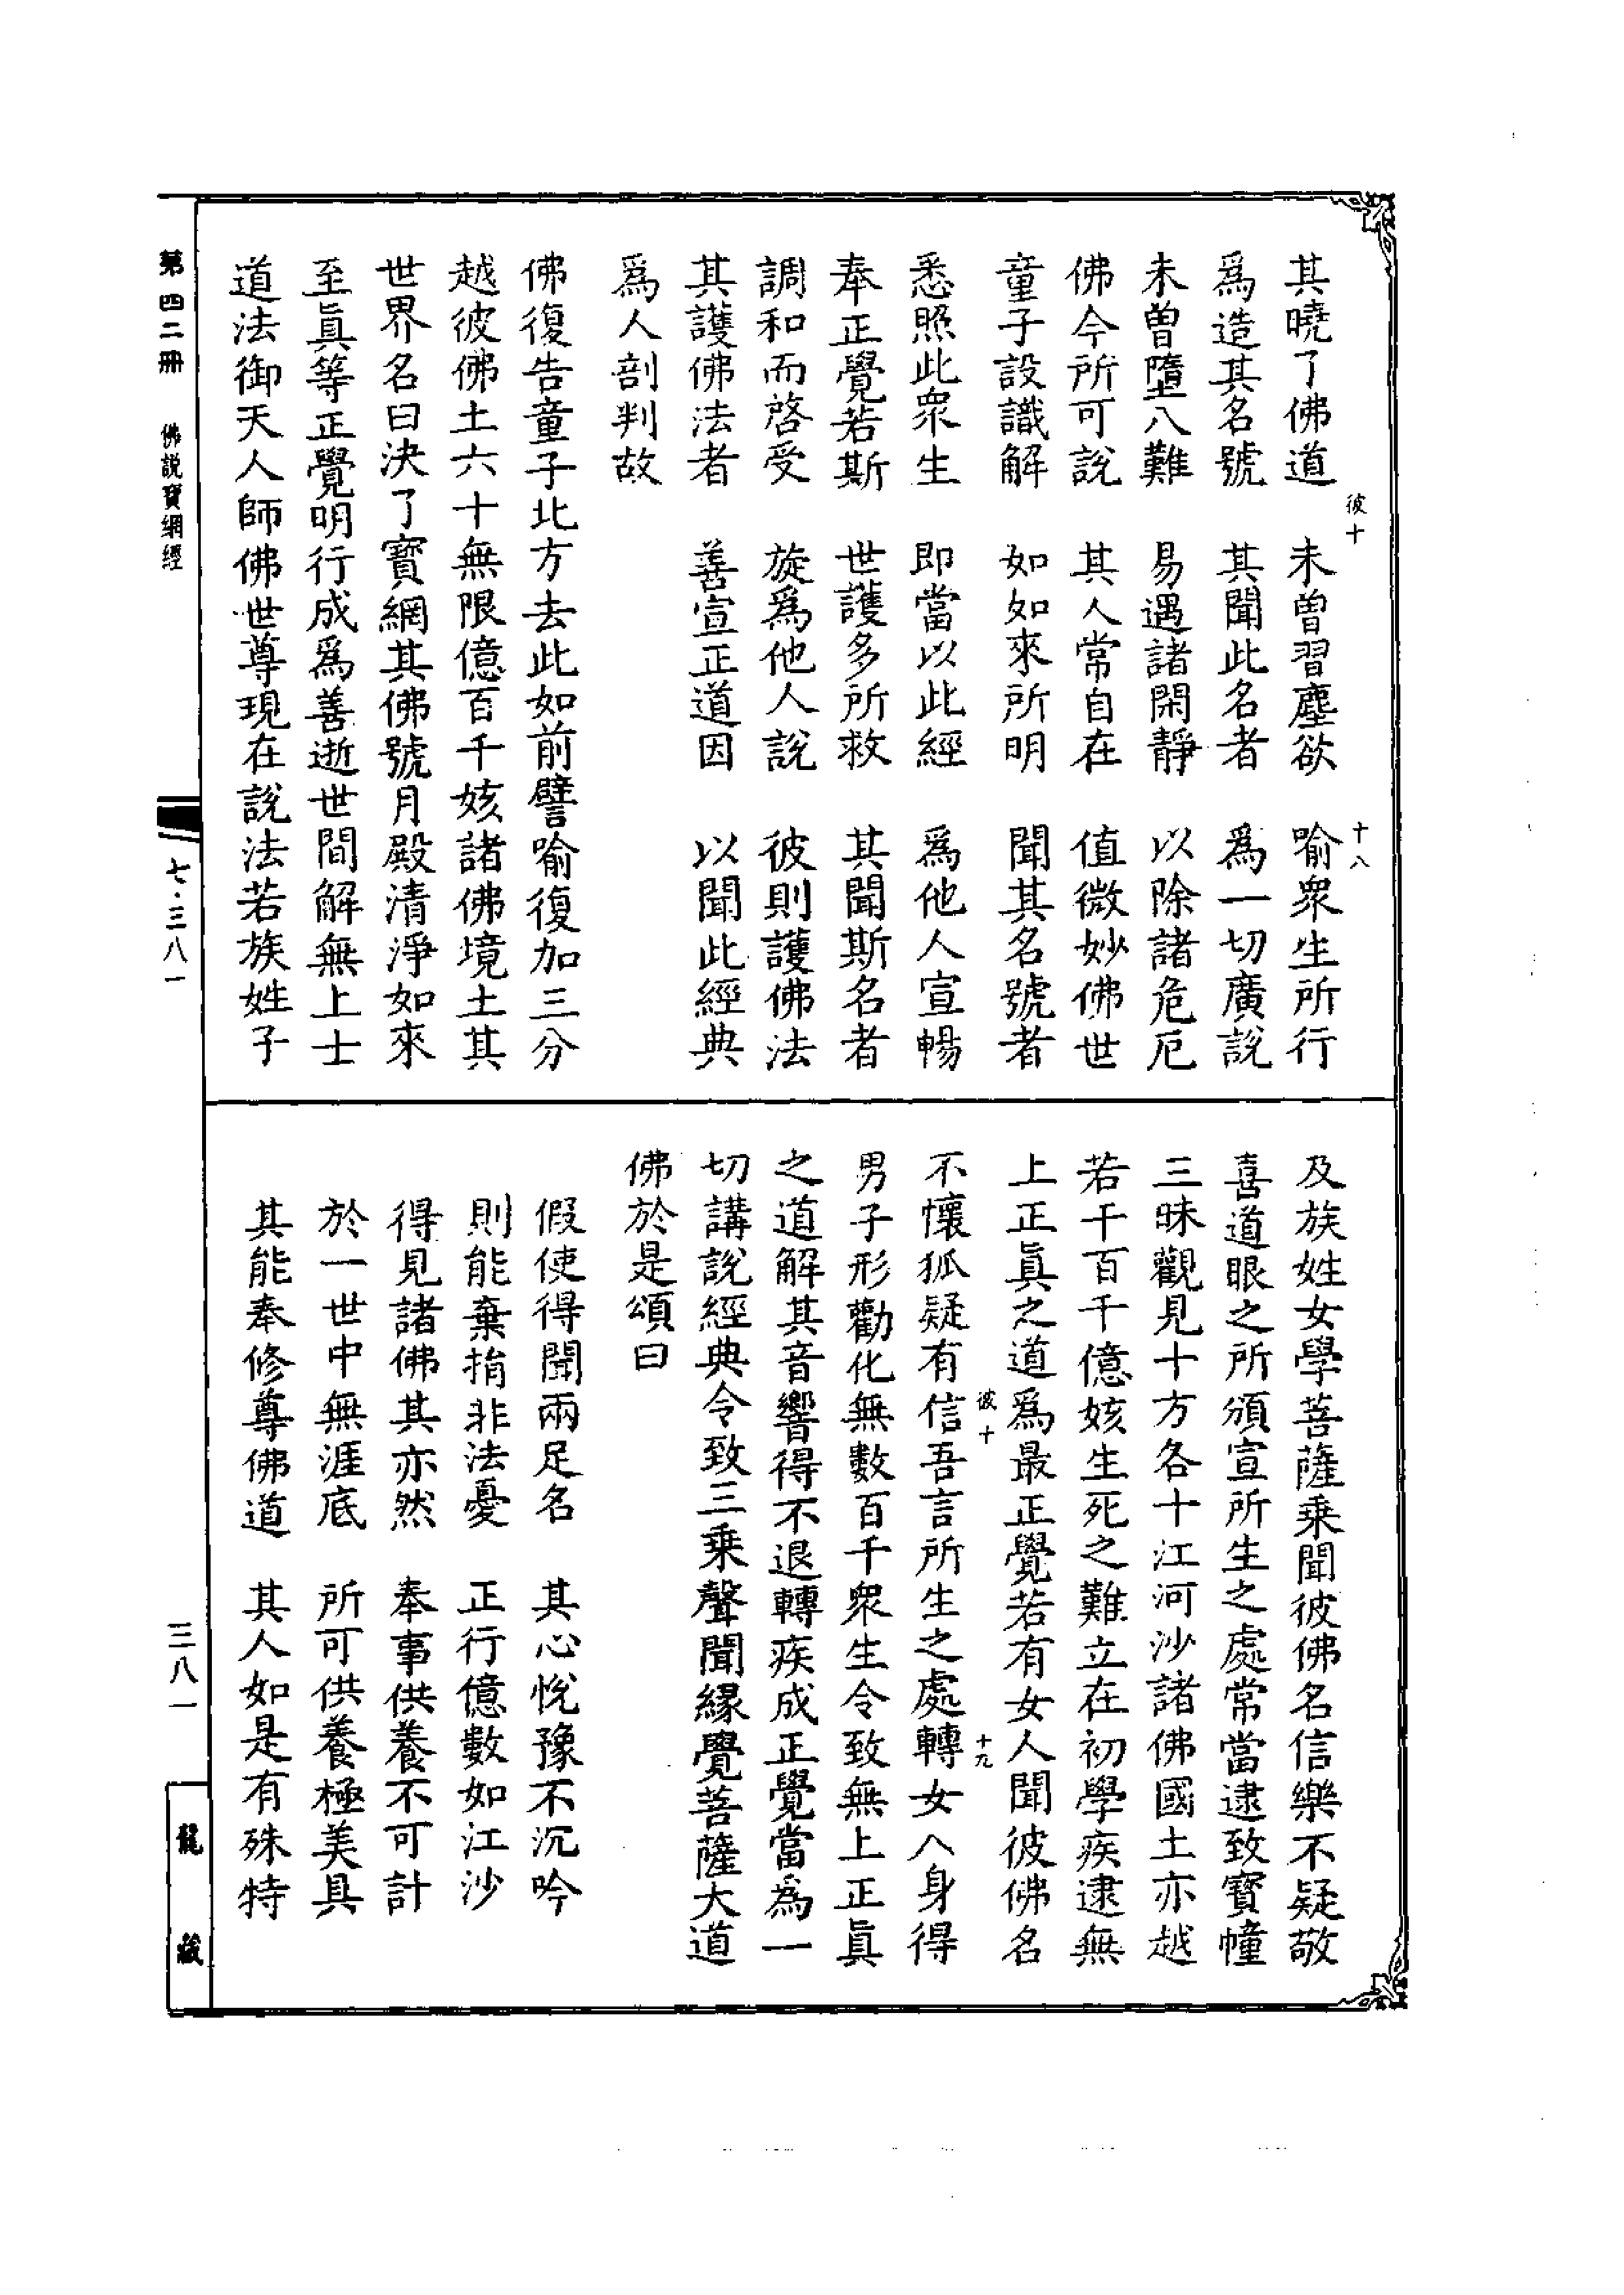 其曉了佛道　未曾習塵欲　喻衆生所行
爲造其名號　其聞此名者　爲一切廣説
未曾墮八難　易遇諸閑靜　以除諸危厄
佛今所可説　其人常自在　值微妙佛世
童子設識解　如如來所明　聞其名號者
悉照此衆生　即當以此經　爲他人宣暢
奉正覺若斯　世護多所救　其聞斯名者
調和而啓受　旋爲他人説　彼則護佛法
其護佛法者　善宣正道因　以聞此經典
爲人剖判故
佛復告童子北方去此如前譬喻復加三分
越彼佛土六十無限億百千姟諸佛境土其
世界名曰決了寶網其佛號月殿清淨如來
至眞等正覺明行成爲善逝世間解無上士
道法御天人師佛世尊現在説法若族姓子
彼十
十八
及族姓女學菩薩乘聞彼佛名信樂不疑敬
喜道眼之所頒宣所生之處常當逮致寶幢
三昧觀見十方各十江河沙諸佛國土亦越
若干百千億姟生死之難立在初學疾逮無
上正眞之道爲最正覺若有女人聞彼佛名
不懷狐疑有信吾言所生之處轉女人身得
男子形勸化無數百千衆生令致無上正眞
之道解其音響得不退轉疾成正覺當爲一
切講説經典令致三乘聲聞緣覺菩薩大道
佛於是頌曰
假使得聞兩足名　其心悅豫不沉吟
則能棄捐非法憂　正行億數如江沙
得見諸佛其亦然　奉事供養不可計
於一世中無涯底　所可供養極美具
其能奉修尊佛道　其人如是有殊特
彼十
十九
第四二冊　佛説寶網經
七·三八一
三八一
龍藏